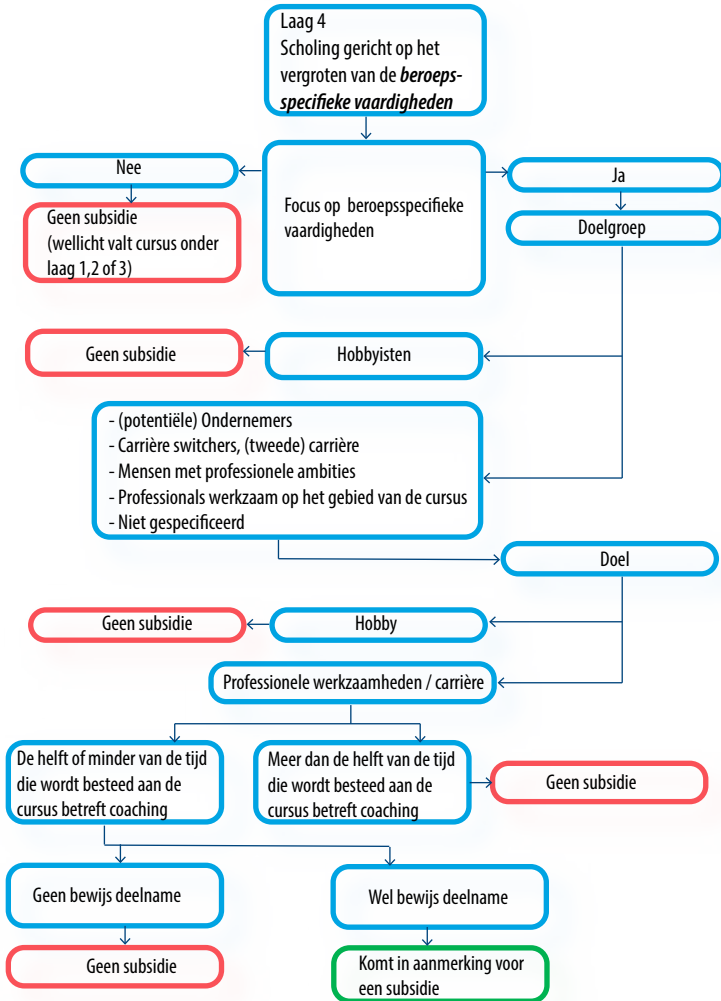 Laag 4
Scholing gericht op het
vergroten van de beroeps-
specifieke vaardigheden
Nee
Ja
Focus op beroepsspecifieke
vaardigheden
Geen subsidie
(wellicht valt cursus onder
laag 1,2 of 3)
Doelgroep
Geen subsidie
Hobbyisten
- (potentiële) Ondernemers
- Carrière switchers, (tweede) carrière
- Mensen met professionele ambities
- Professionals werkzaam op het gebied van de cursus
- Niet gespecificeerd
Doel
Geen subsidie
Hobby
Professionele werkzaamheden / carrière
De helft of minder van de tijd
die wordt besteed aan de
cursus betreft coaching
Meer dan de helft van de tijd
die wordt besteed aan de
cursus betreft coaching
Geen subsidie
Geen bewijs deelname
Wel bewijs deelname
Geen subsidie
Komt in aanmerking voor
een subsidie